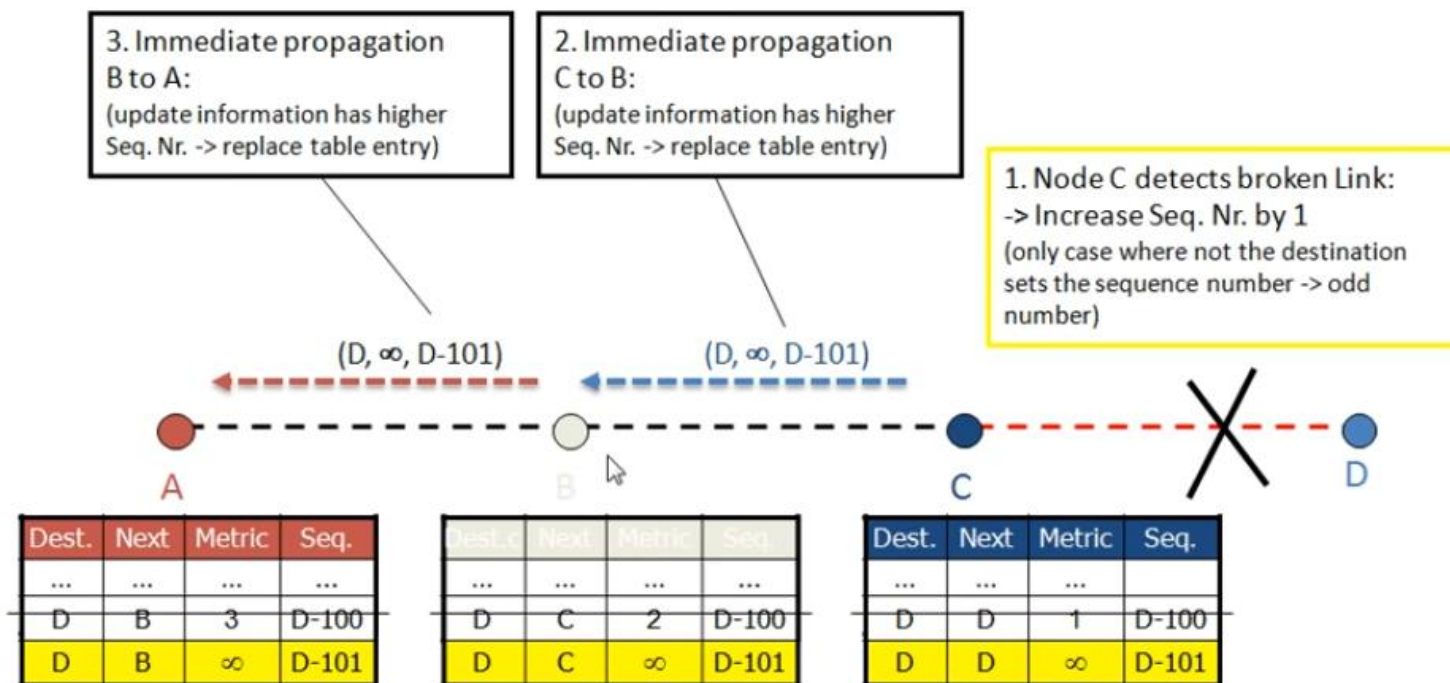 3. Immediate propagation
B to A:
(update information has higher
Seq. Nr. -> replace table entry)
2. Immediate propagation
C to B:
(update information has higher
Seq. Nr. -> replace table entry)
1. Node C detects broken Link:
-> Increase Seq. Nr. by 1
(only case where not the destination
sets the sequence number -> odd
number)
(D, ∞, D-101)
(D, ∞, D-101)
A
B
C
D
Dest. Next Metric Seq.
... ... ... ...
D B 3 D-100
D B ∞ D-101
Dest.c Next Metric Seq.
... ... ... ...
D C 2 D-100
D C ∞ D-101
Dest. Next Metric Seq.
... ... ...
D D 1 D-100
D D ∞ D-101